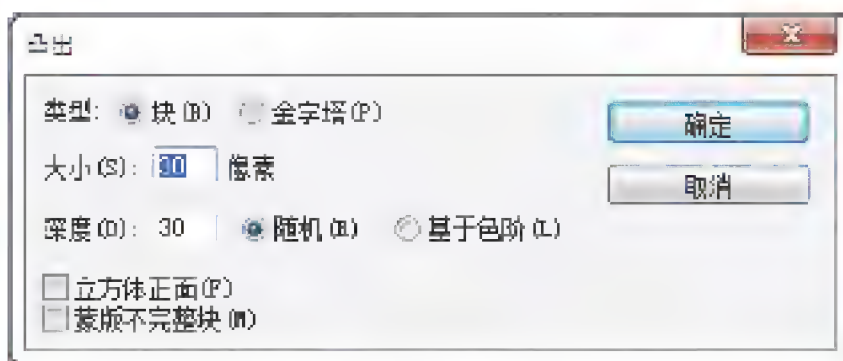 凸出
类型: 块(B) 金字塔(P)
确定
大小(S): 30 像素
取消
深度(D): 30 随机(R) 基于色阶(L)
立方体正面(F)
蒙版不完整块(M)